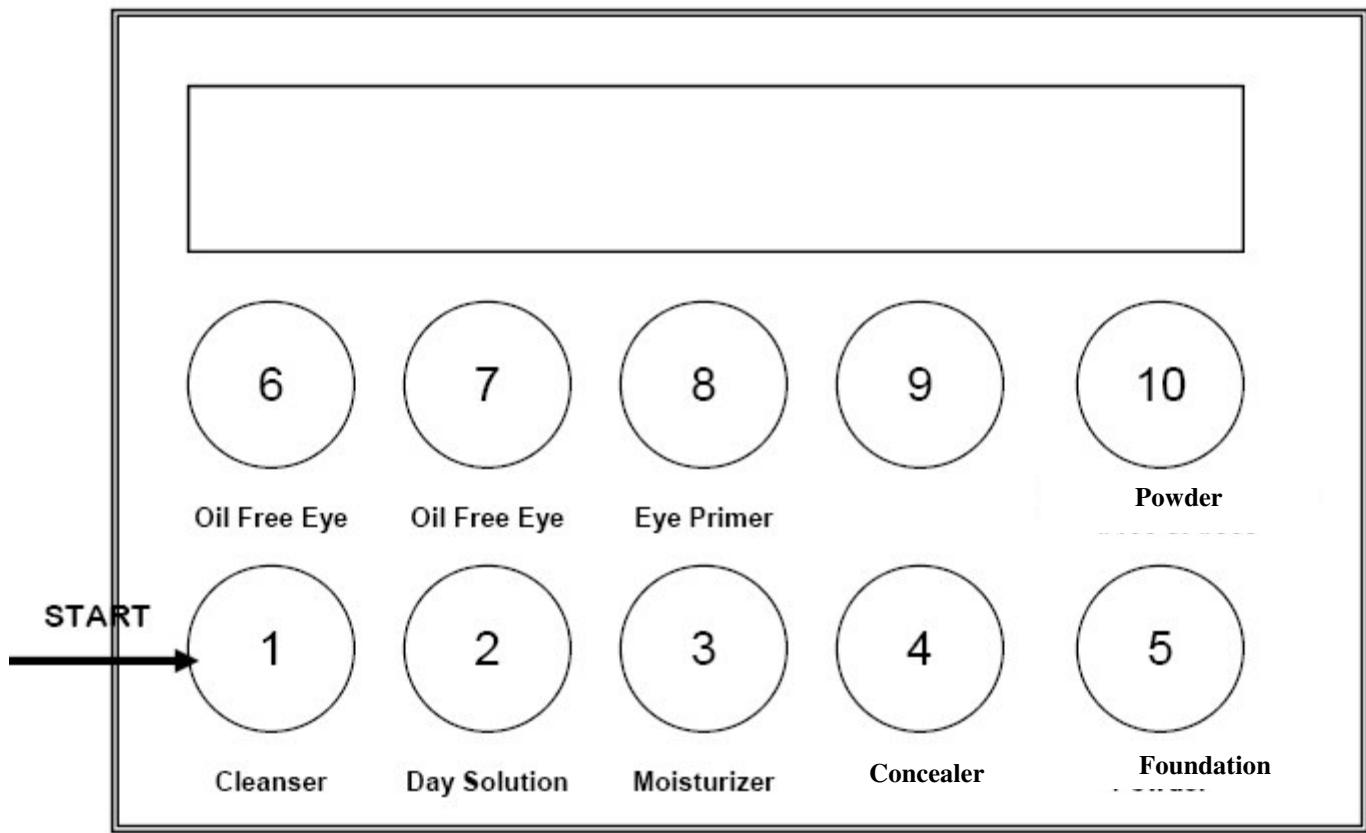 6 7 8 9 10
Oil Free Eye Oil Free Eye Eye Primer Powder
START
1 2 3 4 5
Cleanser Day Solution Moisturizer Concealer Foundation